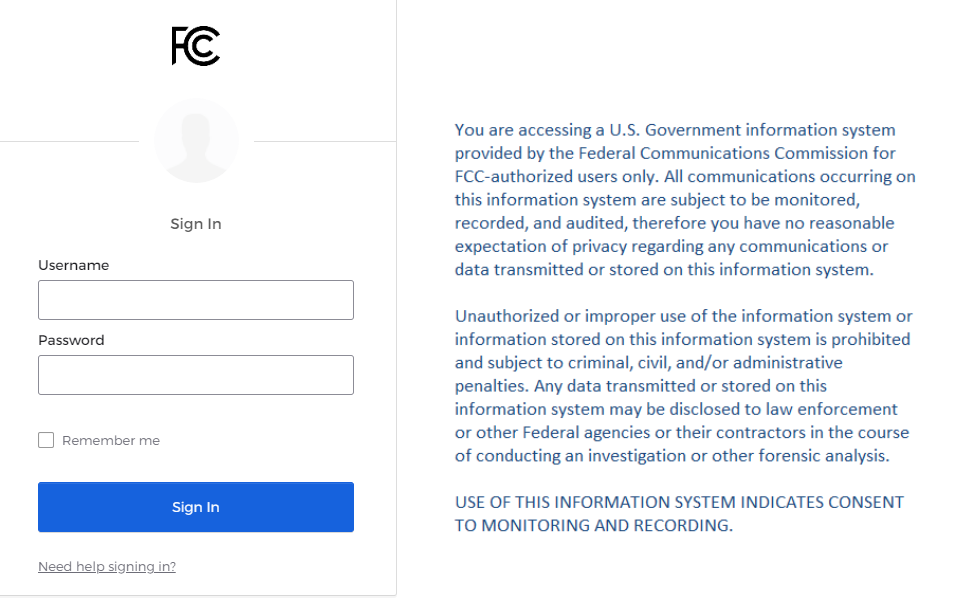 FCC
Sign In
Username
Password
Remember me
Sign In
Need help signing in?
You are accessing a U.S. Government information system
provided by the Federal Communications Commission for
FCC-authorized users only. All communications occurring on
this information system are subject to be monitored,
recorded, and audited, therefore you have no reasonable
expectation of privacy regarding any communications or
data transmitted or stored on this information system.
Unauthorized or improper use of the information system or
information stored on this information system is prohibited
and subject to criminal, civil, and/or administrative
penalties. Any data transmitted or stored on this
information system may be disclosed to law enforcement
or other Federal agencies or their contractors in the course
of conducting an investigation or other forensic analysis.
USE OF THIS INFORMATION SYSTEM INDICATES CONSENT
TO MONITORING AND RECORDING.